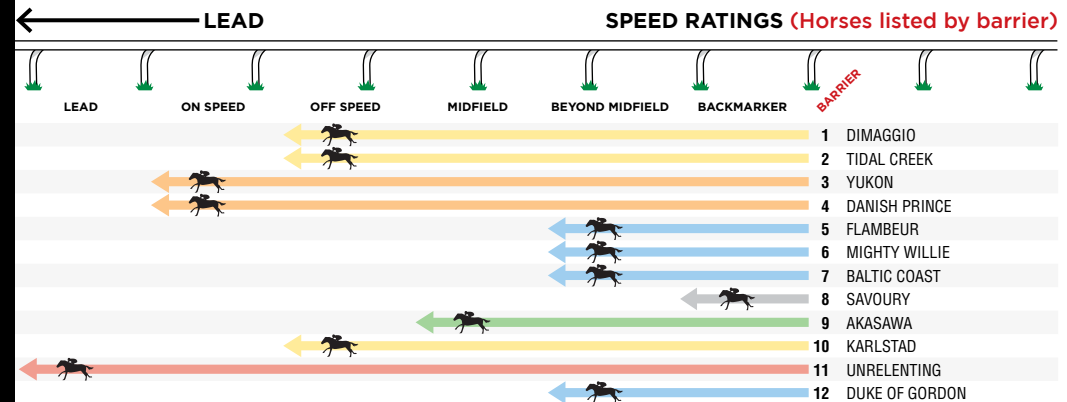 LEAD SPEED RATINGS (Horses listed by barrier)
LEAD ON SPEED OFF SPEED MIDFIELD BEYOND MIDFIELD BACKMARKER BARRIER
1 DIMAGGIO
2 TIDAL CREEK
3 YUKON
4 DANISH PRINCE
5 FLAMBEUR
6 MIGHTY WILLIE
7 BALTIC COAST
8 SAVOURY
9 AKASAWA
10 KARLSTAD
11 UNRELENTING
12 DUKE OF GORDON